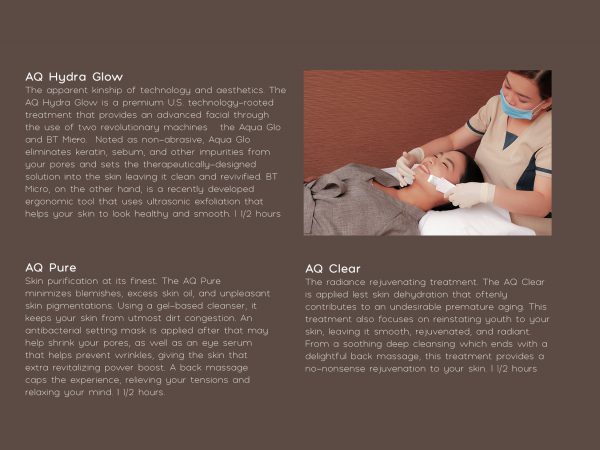 AQ Hydra Glow
The apparent kinship of technology and aesthetics. The
AQ Hydra Glow is a premium U.S. technology-rooted
treatment that provides an advanced facial through
the use of two revolutionary machines the Aqua Glo
and BT Micro. Noted as non-abrasive, Aqua Glo
eliminates keratin, sebum, and other impurities from
your pores and sets the therapeutically-designed
solution into the skin leaving it clean and revivified. BT
Micro, on the other hand, is a recently developed
ergonomic tool that uses ultrasonic exfoliation that
helps your skin to look healthy and smooth. 1 1/2 hours
AQ Pure
Skin purification at its finest. The AQ Pure
minimizes blemishes, excess skin oil, and unpleasant
skin pigmentations. Using a gel-based cleanser, it
keeps your skin from utmost dirt congestion. An
antibacterial setting mask is applied after that may
help shrink your pores, as well as an eye serum
that helps prevent wrinkles, giving the skin that
extra revitalizing power boost. A back massage
caps the experience, relieving your tensions and
relaxing your mind. 1 1/2 hours.
AQ Clear
The radiance rejuvenating treatment. The AQ Clear
is applied lest skin dehydration that oftenly
contributes to an undesirable premature aging. This
treatment also focuses on reinstating youth to your
skin, leaving it smooth, rejuvenated, and radiant.
From a soothing deep cleansing which ends with a
delightful back massage, this treatment provides a
no-nonsense rejuvenation to your skin. 1 1/2 hours